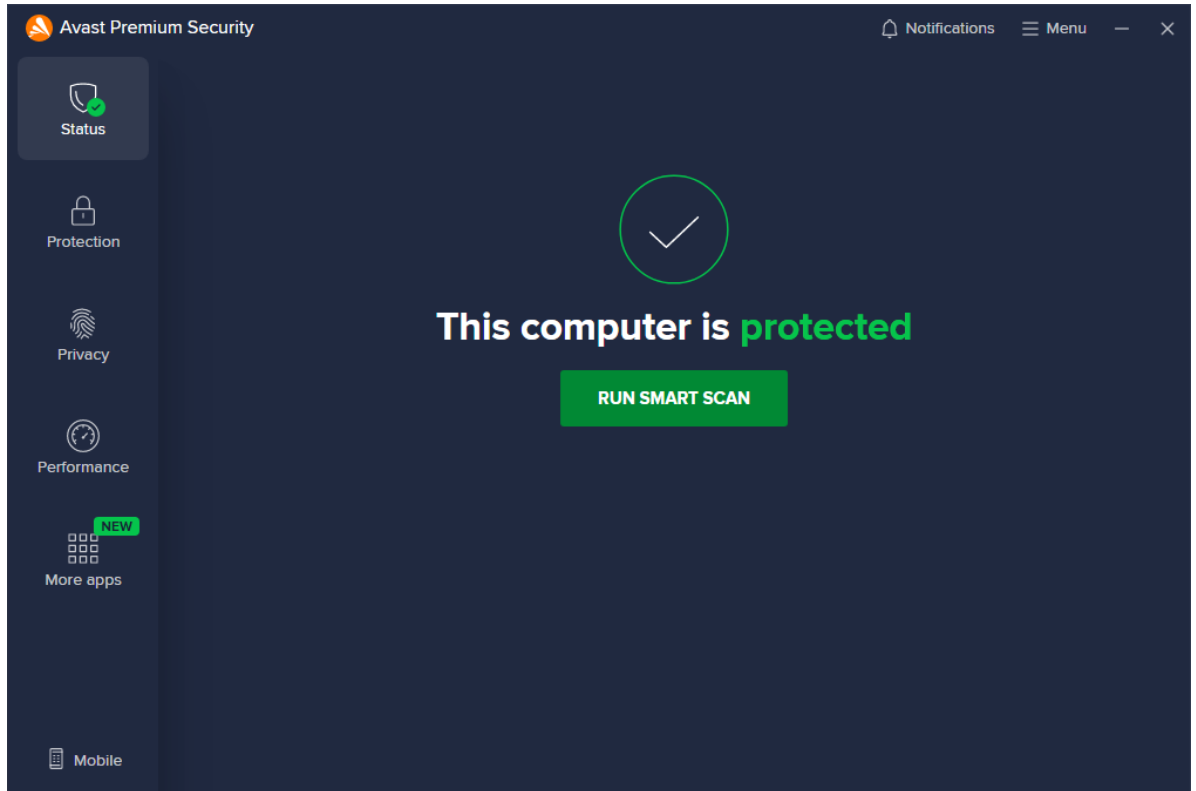 Avast Premium Security
Notifications
Menu
Status
Protection
Privacy
Performance
NEW
More apps
Mobile
This computer is protected
RUN SMART SCAN